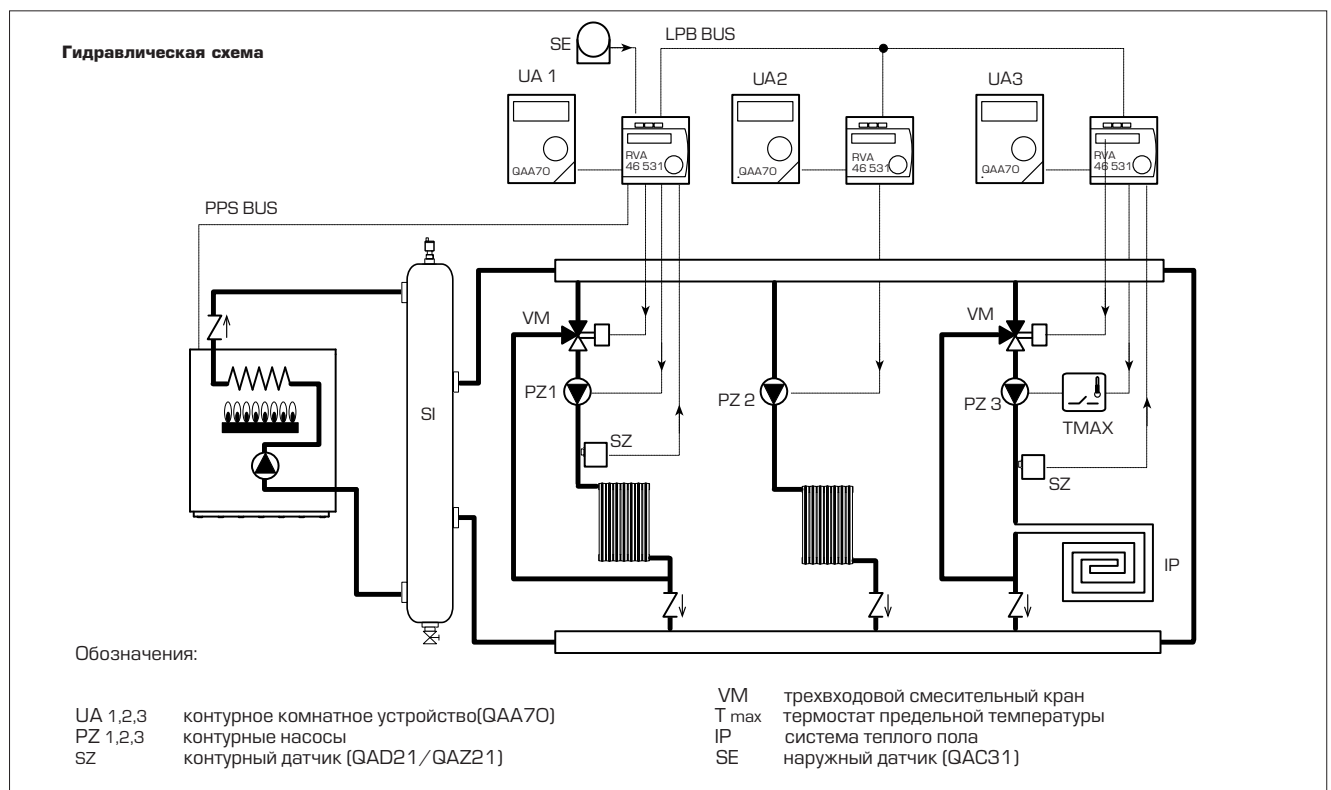 Гидравлическая схема
SE
LPB BUS
UA 1
UA2
UA3
QAA70
RVA
46 531
.QAA70
RVA
46 531
.QAA70
RVA
46 531
PPS BUS
VM
VM
PZ1
PZ 2
PZ 3
TMAX
SI
SZ
SZ
IP
Обозначения:
UA 1,2,3 контурное комнатное устройство(QAA70)
PZ 1,2,3 контурные насосы
SZ контурный датчик (QAD21/QAZ21)
VM трехвходовой смесительный кран
T max термостат предельной температуры
IP система теплого пола
SE наружный датчик (QAC31)